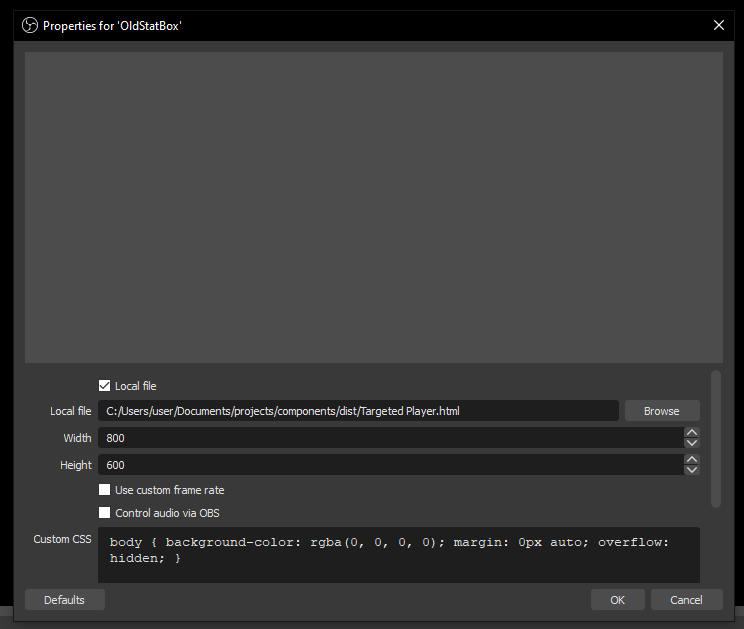 Properties for 'OldStatBox'
Local file
Local file C:/Users/user/Documents/projects/components/dist/Targeted Player.html Browse
Width 800
Height 600
Use custom frame rate
Control audio via OBS
Custom CSS body { background-color: rgba(0, 0, 0, 0); margin: 0px auto; overflow:
hidden; }
Defaults OK Cancel